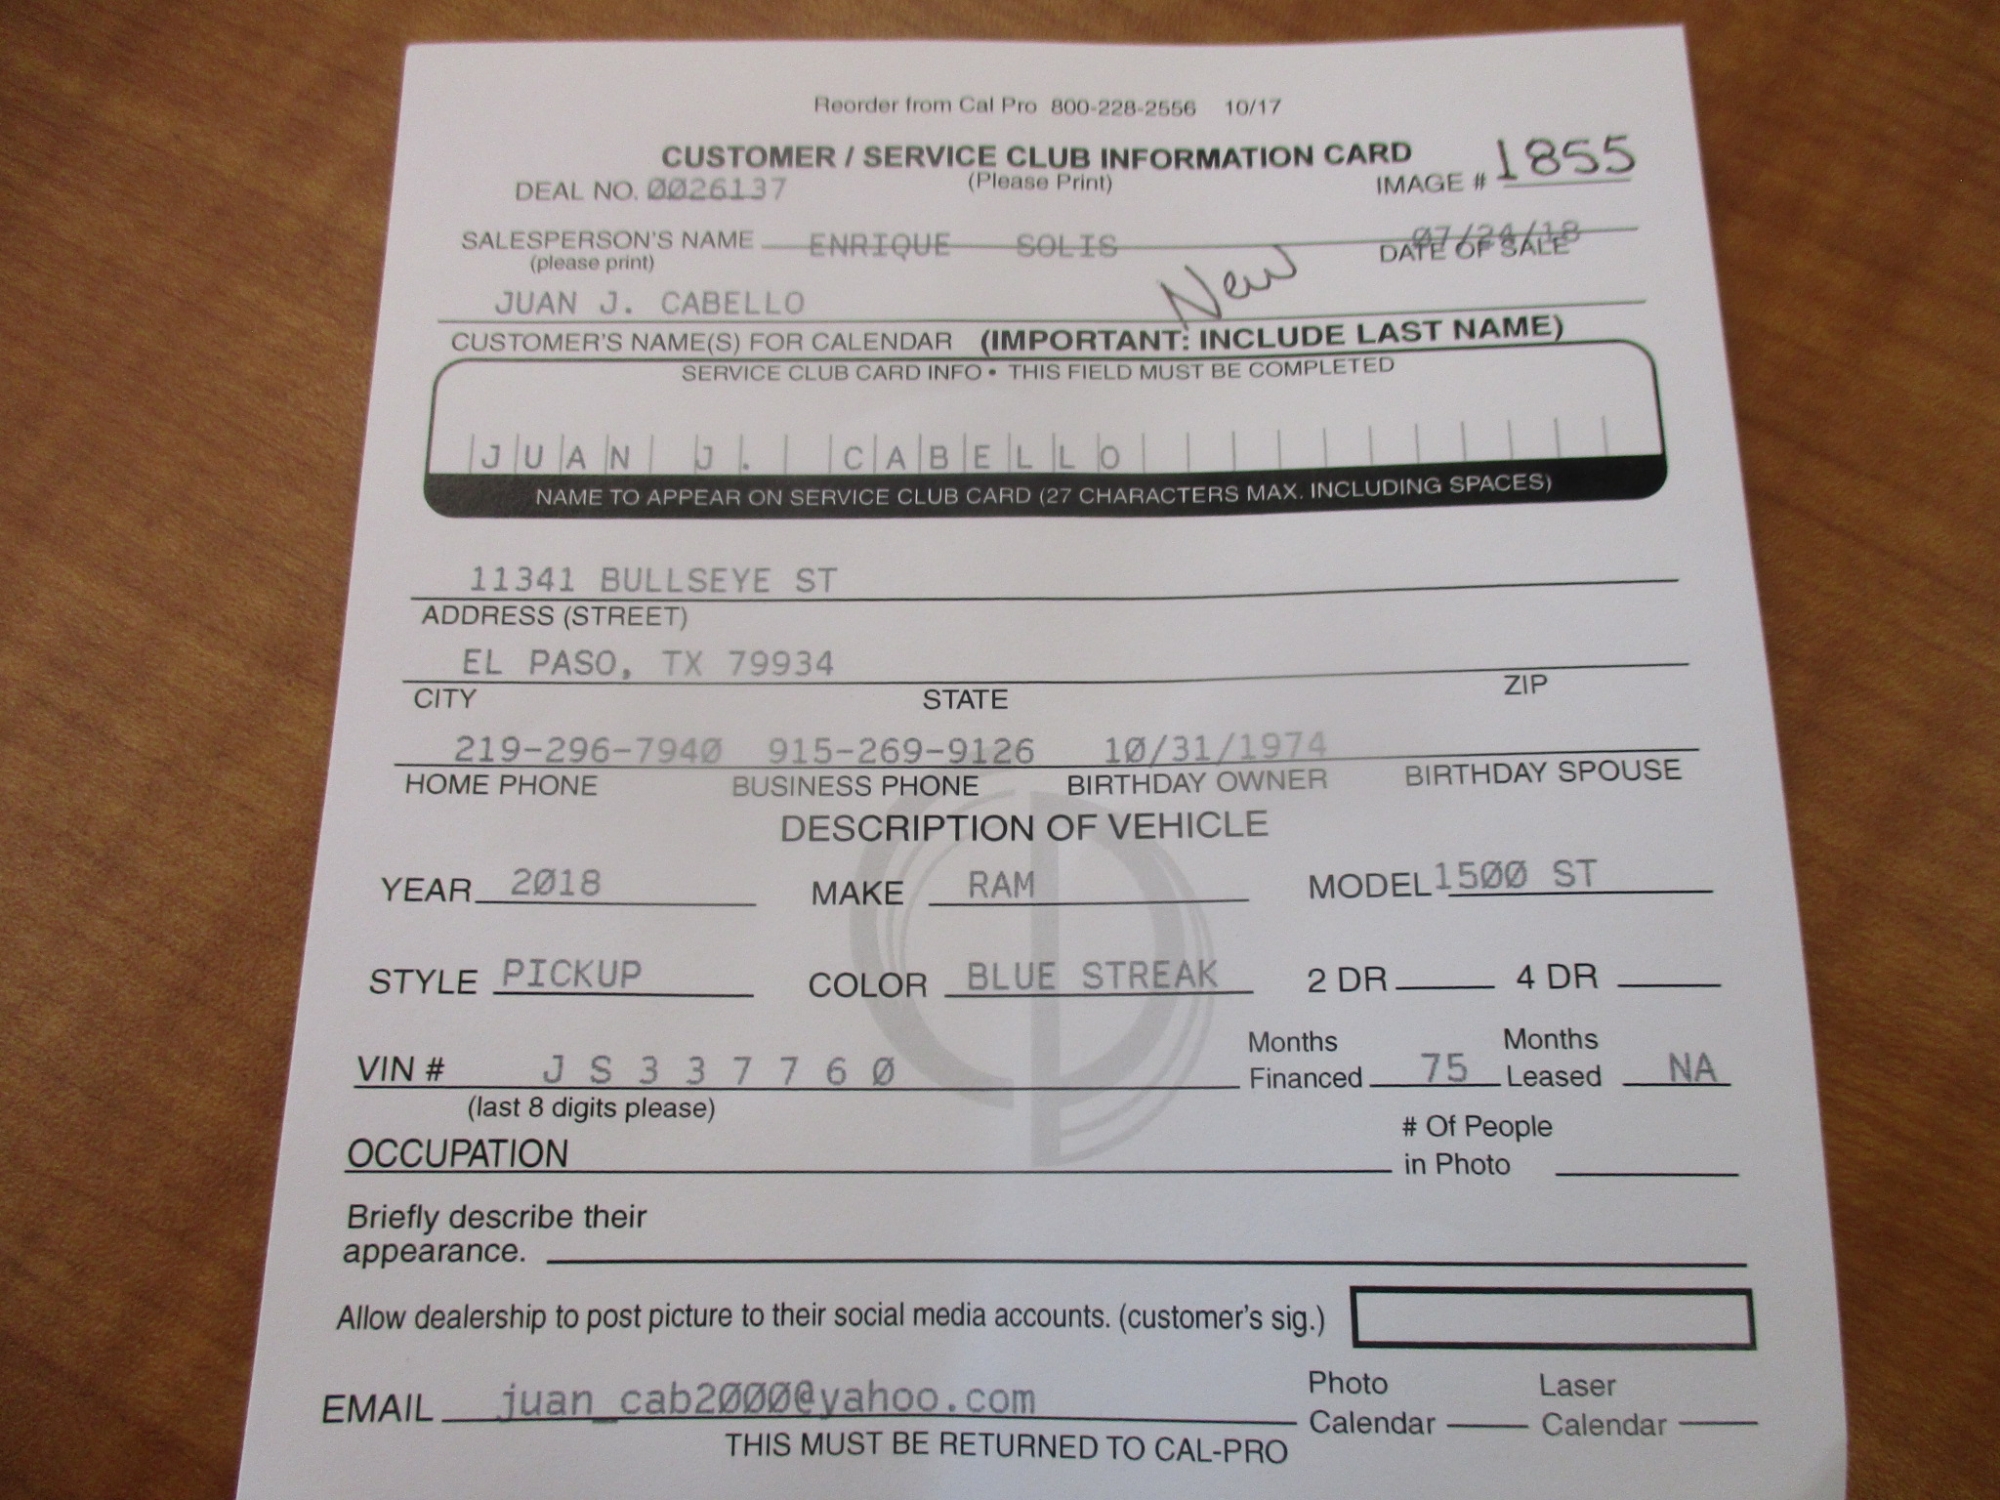 Reorder from Cal Pro 800-228-2556 10/17
CUSTOMER / SERVICE CLUB INFORMATION CARD
(Please Print)
DEAL NO. 0026137
IMAGE # 1855
SALESPERSON'S NAME ENRIQUE SOLIS
(please print)
07/24/18
DATE OF SALE
New
JUAN J. CABELLO
CUSTOMER'S NAME(S) FOR CALENDAR (IMPORTANT: INCLUDE LAST NAME)
SERVICE CLUB CARD INFO • THIS FIELD MUST BE COMPLETED
JUAN J. CABELLO
NAME TO APPEAR ON SERVICE CLUB CARD (27 CHARACTERS MAX. INCLUDING SPACES)
11341 BULLSEYE ST
ADDRESS (STREET)
EL PASO, TX 79934
CITY STATE ZIP
219-296-7940 915-269-9126 10/31/1974
HOME PHONE BUSINESS PHONE BIRTHDAY OWNER BIRTHDAY SPOUSE
DESCRIPTION OF VEHICLE
YEAR 2018 MAKE RAM MODEL 1500 ST
STYLE PICKUP COLOR BLUE STREAK 2 DR 4 DR
VIN # J S 3 3 7 7 6 0
(last 8 digits please)
Months Financed 75 Months Leased NA
OCCUPATION
# Of People
in Photo
Briefly describe their
appearance.
Allow dealership to post picture to their social media accounts. (customer's sig.)
EMAIL juan_cab2000@yahoo.com
Photo Calendar Laser Calendar
THIS MUST BE RETURNED TO CAL-PRO